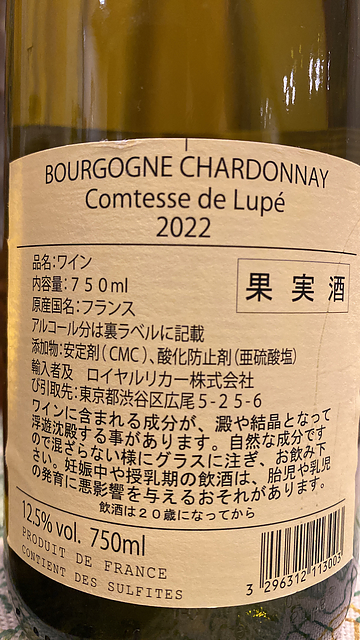 BOURGOGNE CHARDONNAY
Comtesse de Lupé
2022
品名:ワイン
内容量:750ml
原産国名:フランス
果実酒
アルコール分は裏ラベルに記載
添加物:安定剤(CMC)、酸化防止剤(亜硫酸塩)
輸入者及 ロイヤルリカー株式会社
び引取先:東京都渋谷区広尾5-25-6
ワインに含まれる成分が、澱や結晶となって
浮遊沈殿する事があります。自然な成分です
ので混ざらない様にグラスに注ぎ、お飲み下
さい。妊娠中や授乳期の飲酒は、胎児や乳児
の発育に悪影響を与えるおそれがあります。
飲酒は20歳になってから
12.5% vol. 750ml
PRODUIT DE FRANCE
CONTIENT DES SULFITES
3 296312 113003